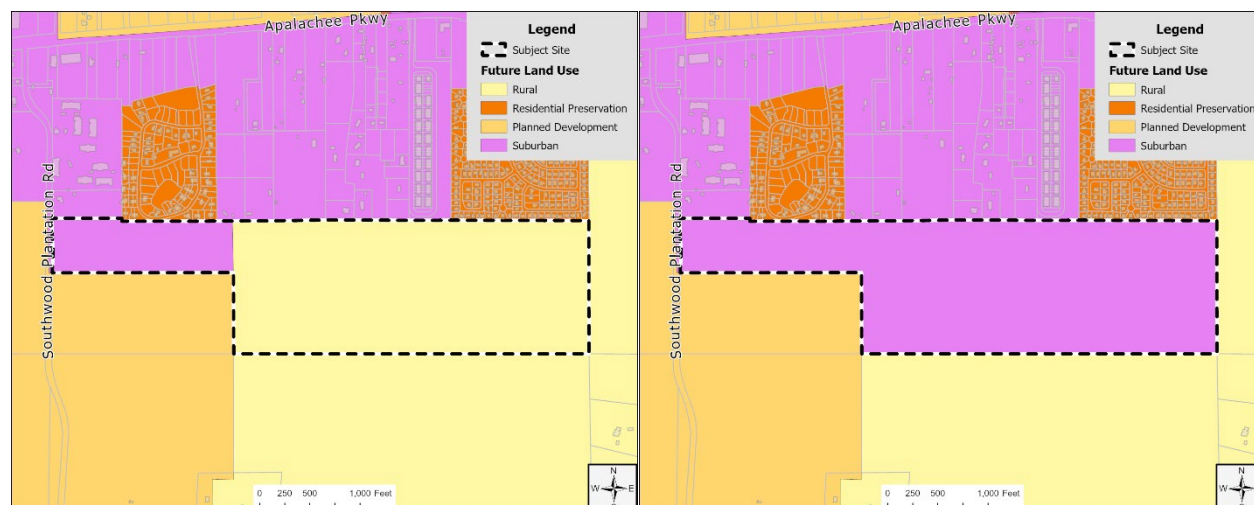 Apalachee Pkwy
Legend
Subject Site
Future Land Use
Rural
Residential Preservation
Planned Development
Suburban
Southwood Plantation Rd
0 250 500 1,000 Feet
N
W E
Apalachee Pkwy
Legend
Subject Site
Future Land Use
Rural
Residential Preservation
Planned Development
Suburban
Southwood Plantation Rd
0 250 500 1,000 Feet
N
W E